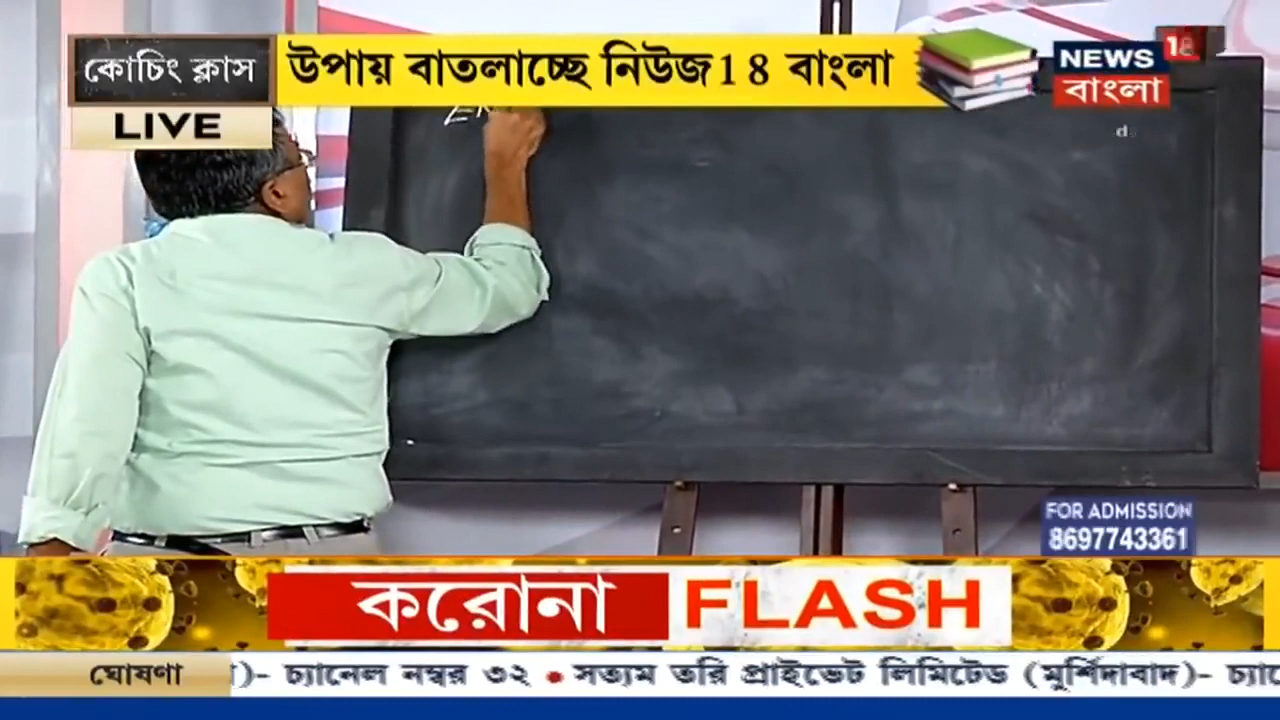 কোচিং ক্লাস
উপায় বাতলাচ্ছে নিউজ18 বাংলা
NEWS 18
বাংলা
LIVE
FOR ADMISSION
8697743361
করোনা FLASH
ঘোষণা
)- চ্যানেল নম্বর ৩২ • সত্যম তরি প্রাইভেট লিমিটেড (মুর্শিদাবাদ)-